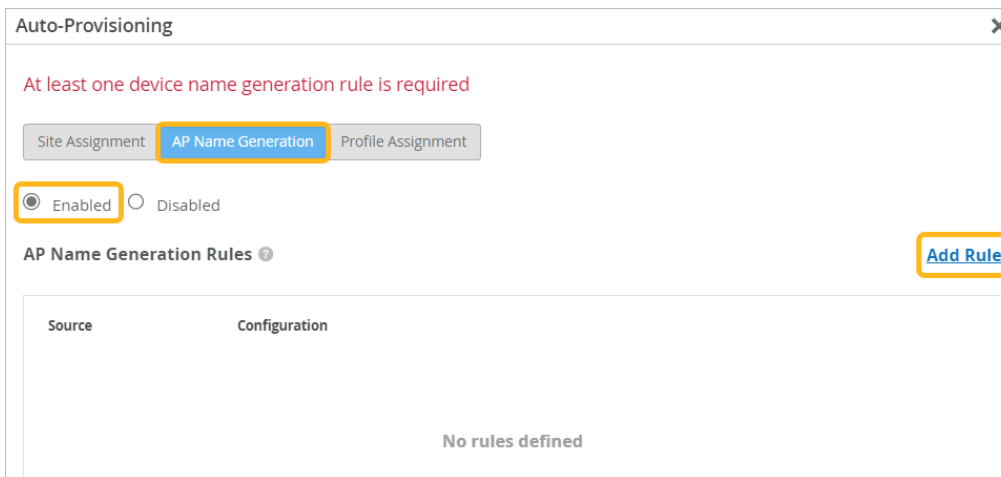 Auto-Provisioning
At least one device name generation rule is required
Site Assignment AP Name Generation Profile Assignment
Enabled Disabled
AP Name Generation Rules ?
Add Rule
Source Configuration
No rules defined